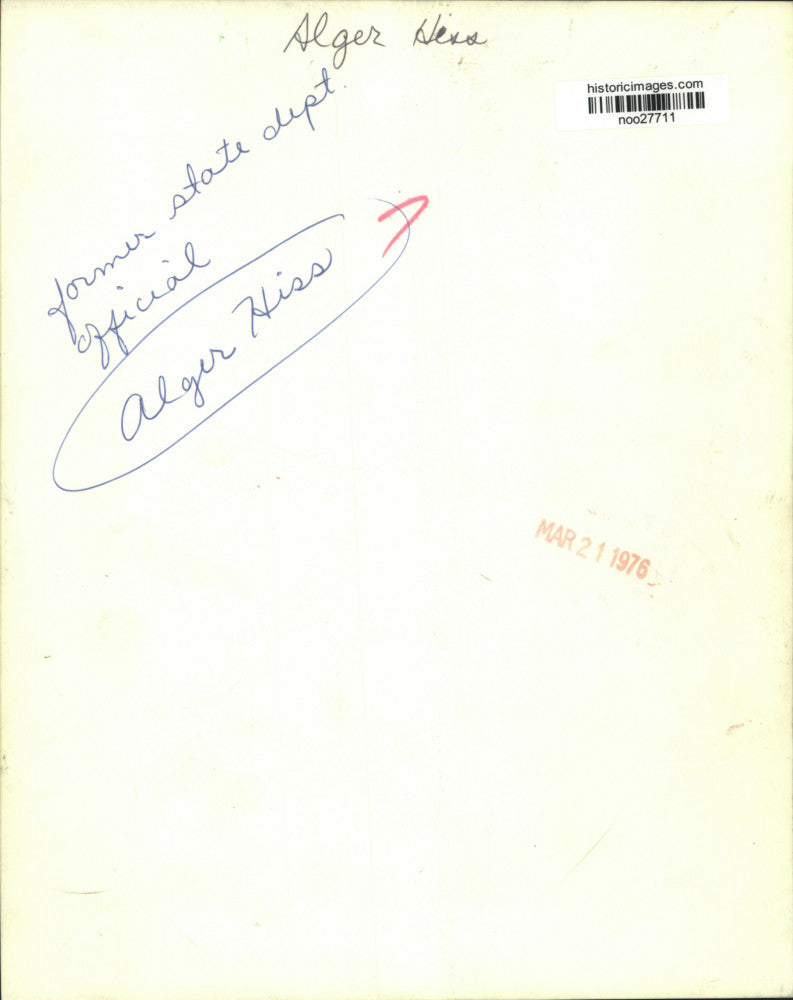 Alger Hiss
historicimages.com
noo27711
former state dept.
official
Alger Hiss
MAR 21 1976